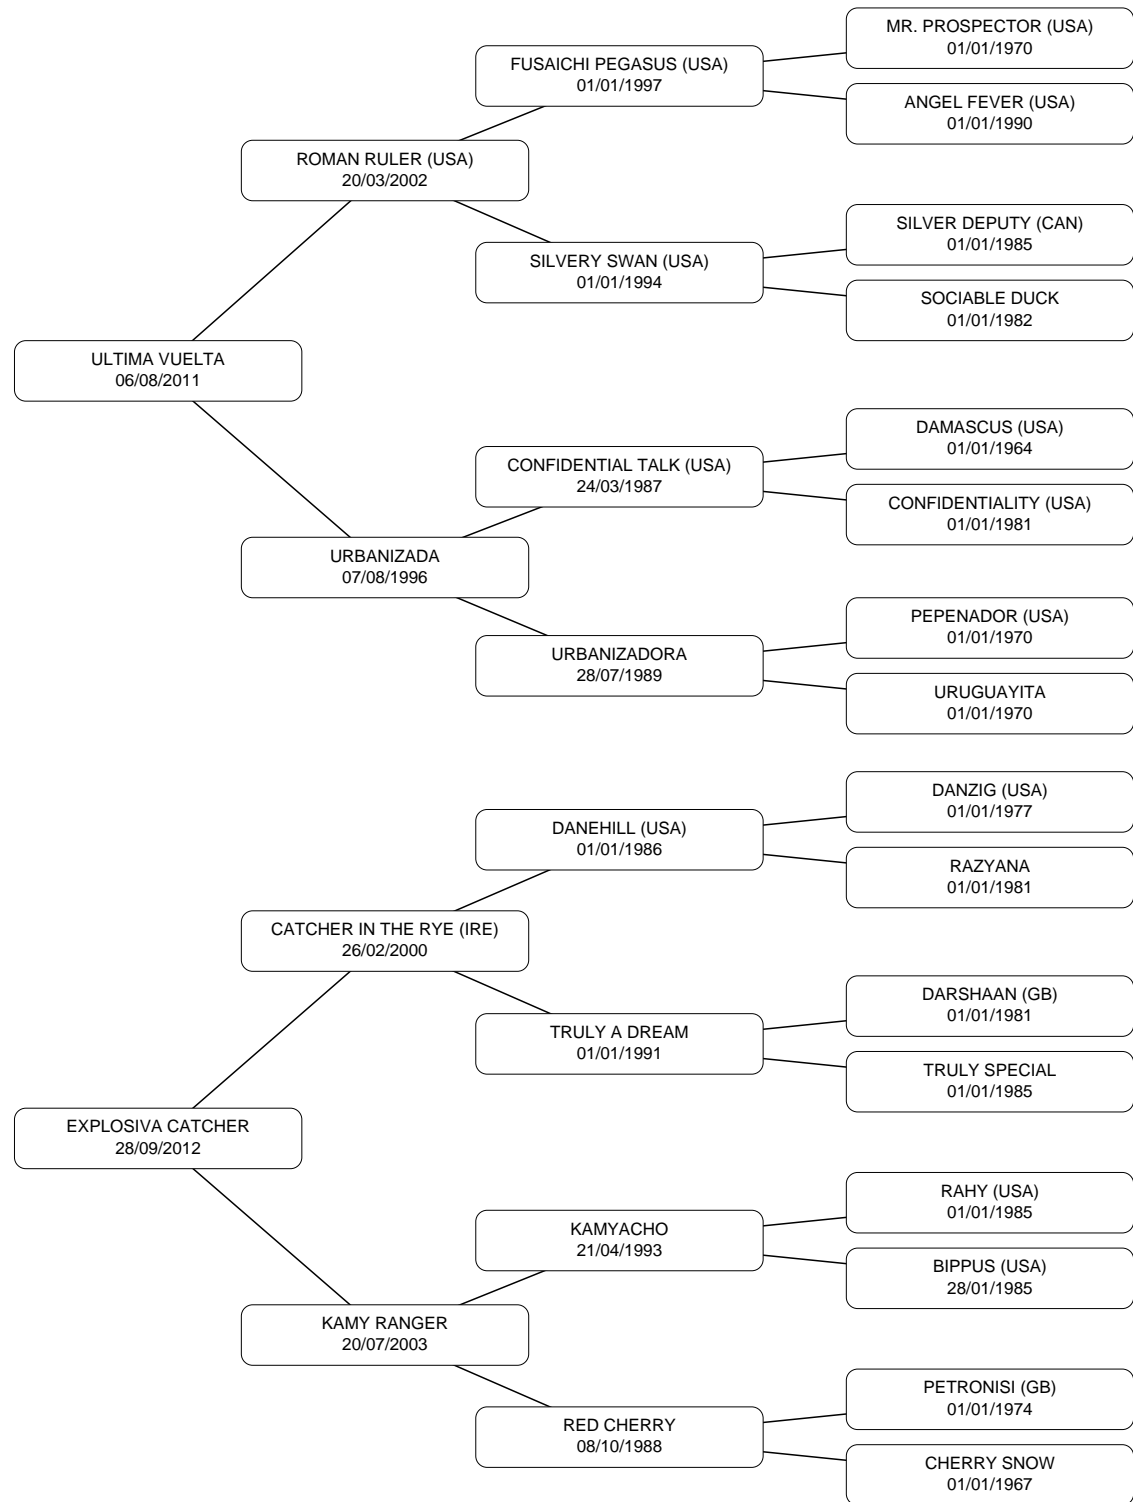 MR. PROSPECTOR (USA)
01/01/1970
FUSAICHI PEGASUS (USA)
01/01/1997
ANGEL FEVER (USA)
01/01/1990
ROMAN RULER (USA)
20/03/2002
SILVER DEPUTY (CAN)
01/01/1985
SILVERY SWAN (USA)
01/01/1994
SOCIABLE DUCK
01/01/1982
ULTIMA VUELTA
06/08/2011
DAMASCUS (USA)
01/01/1964
CONFIDENTIAL TALK (USA)
24/03/1987
CONFIDENTIALITY (USA)
01/01/1981
URBANIZADA
07/08/1996
PEPENADOR (USA)
01/01/1970
URBANIZADORA
28/07/1989
URUGUAYITA
01/01/1970
DANZIG (USA)
01/01/1977
DANEHILL (USA)
01/01/1986
RAZYANA
01/01/1981
CATCHER IN THE RYE (IRE)
26/02/2000
DARSHAAN (GB)
01/01/1981
TRULY A DREAM
01/01/1991
TRULY SPECIAL
01/01/1985
EXPLOSIVA CATCHER
28/09/2012
RAHY (USA)
01/01/1985
KAMYACHO
21/04/1993
BIPPUS (USA)
28/01/1985
KAMY RANGER
20/07/2003
PETRONISI (GB)
01/01/1974
RED CHERRY
08/10/1988
CHERRY SNOW
01/01/1967